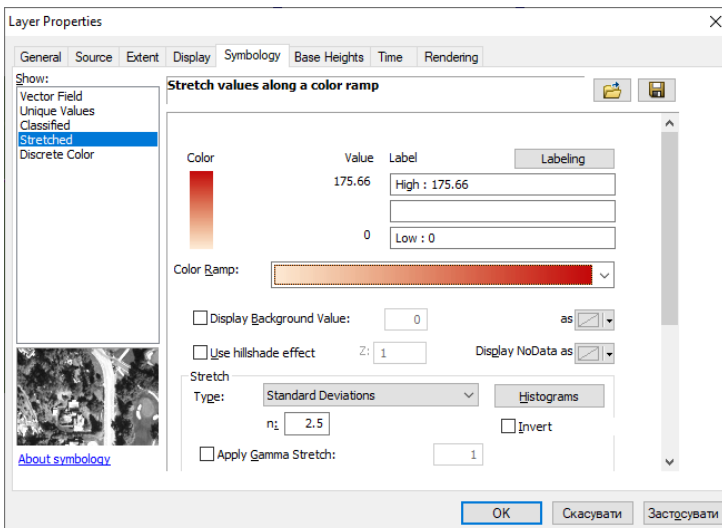 Layer Properties
General Source Extent Display Symbology Base Heights Time Rendering
Show:
Vector Field
Unique Values
Classified
Stretched
Discrete Color
About symbology
Stretch values along a color ramp
Color Value Label Labeling
175.66 High : 175.66
0 Low : 0
Color Ramp:
Display Background Value: 0 as
Use hillshade effect Z: 1 Display NoData as
Stretch
Type: Standard Deviations Histograms
n: 2.5 Invert
Apply Gamma Stretch: 1
OK Скасувати Застосувати